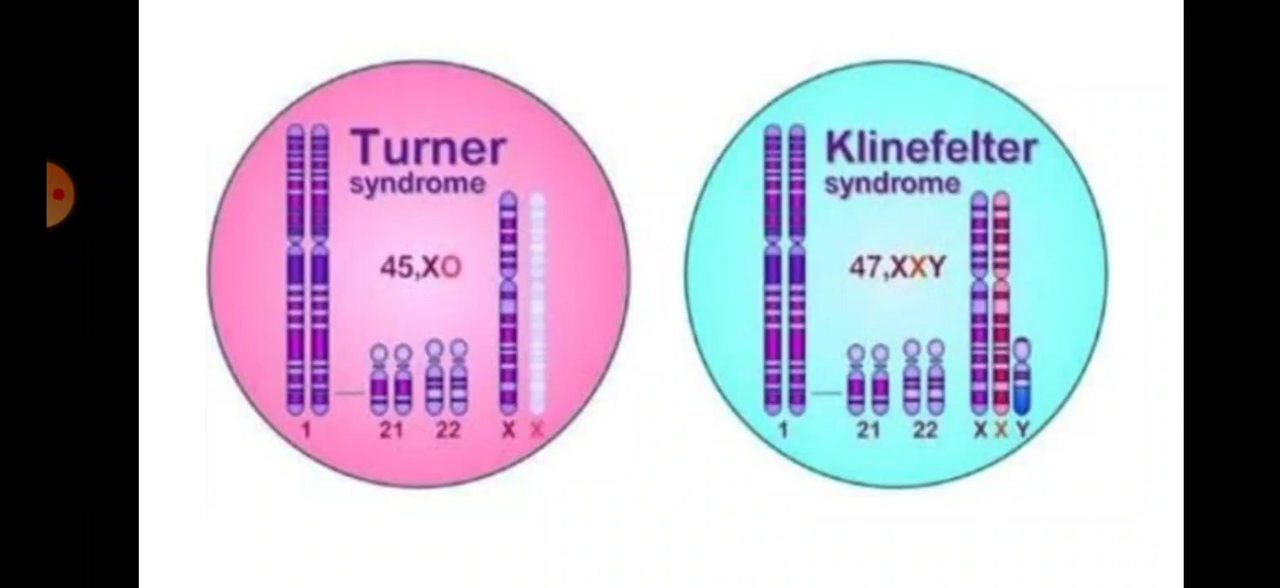 Turner
syndrome
45,XO
1 21 22 X X
Klinefelter
syndrome
47,XXY
1 21 22 X X Y